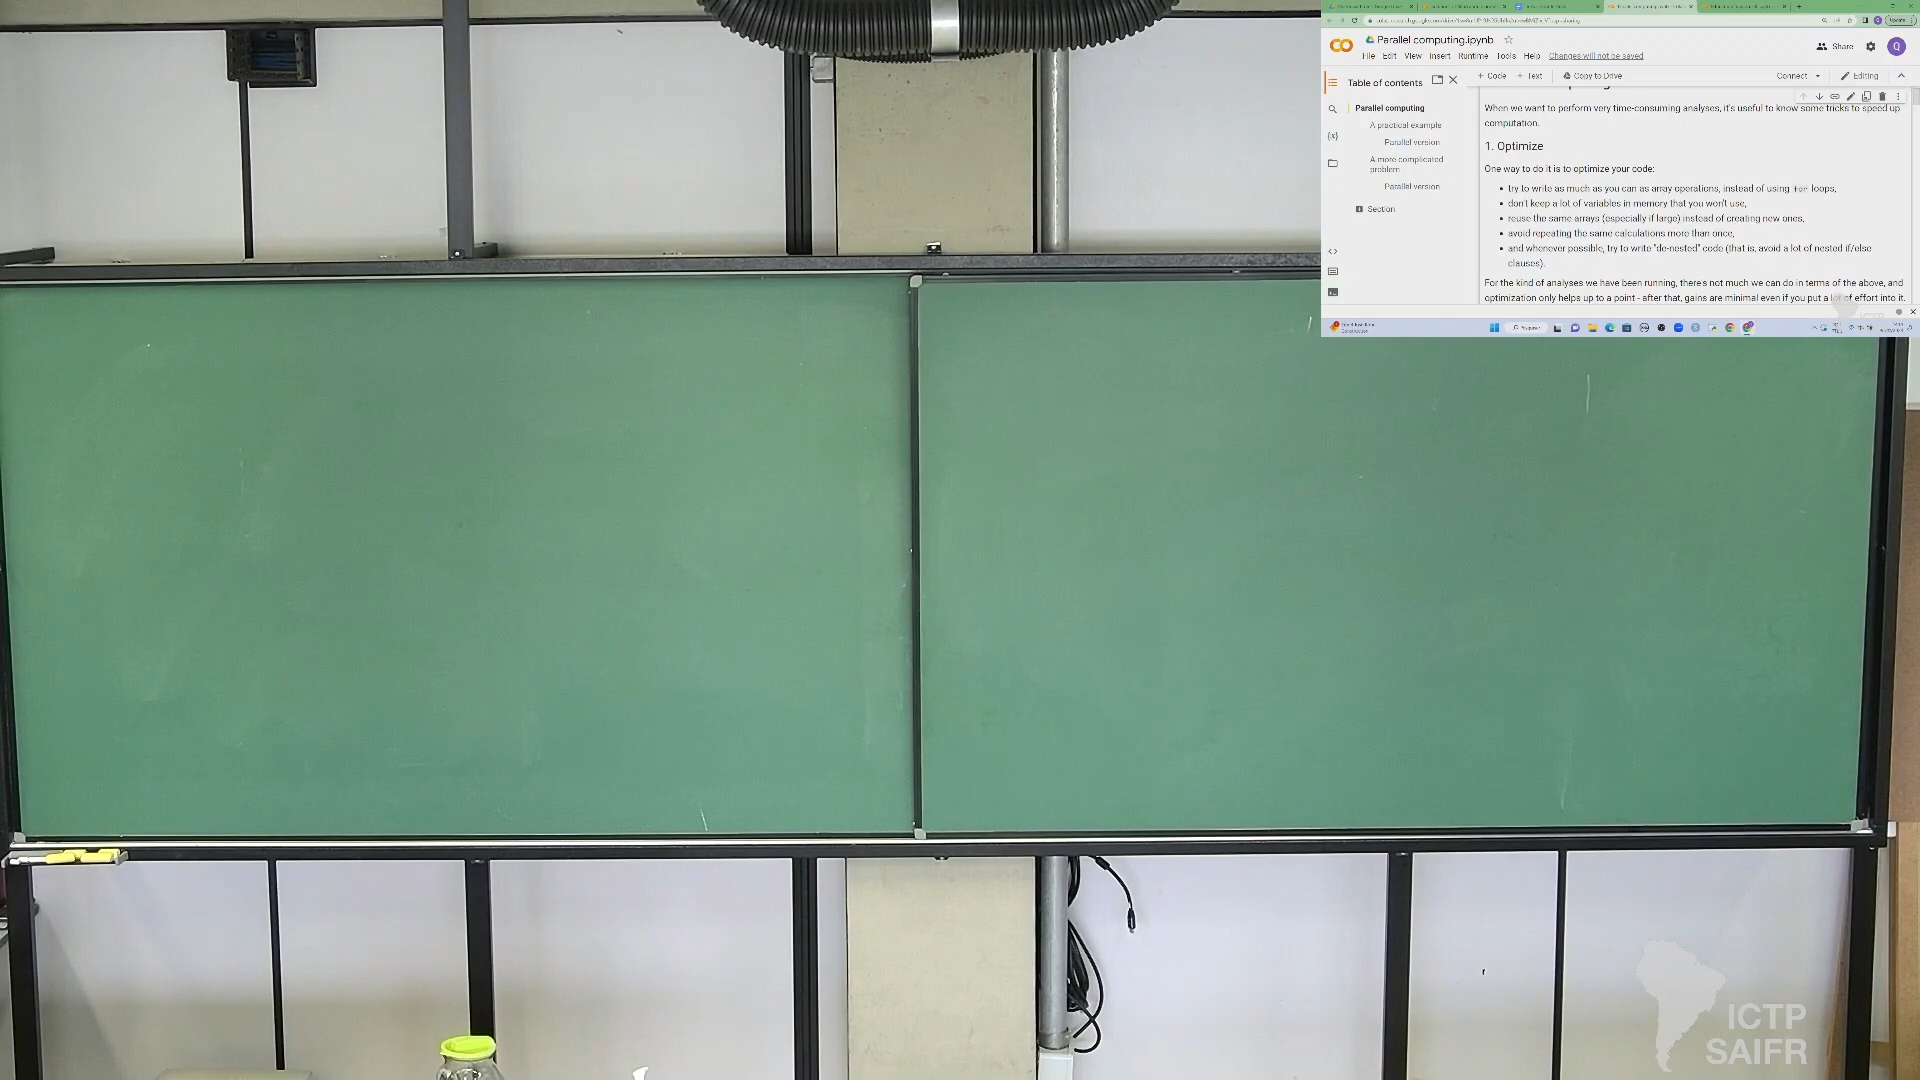 Parallel computing.ipynb
Share
File Edit View Insert Runtime Tools Help Changes will not be saved
Table of contents
+ Code + Text Copy to Drive
Connect Editing
Parallel computing
A practical example
Parallel version
A more complicated
problem
Parallel version
Section
When we want to perform very time-consuming analyses, it's useful to know some tricks to speed up
computation.
1. Optimize
One way to do it is to optimize your code:
• try to write as much as you can as array operations, instead of using for loops,
• don't keep a lot of variables in memory that you won't use,
• reuse the same arrays (especially if large) instead of creating new ones,
• avoid repeating the same calculations more than once,
• and whenever possible, try to write "de-nested" code (that is, avoid a lot of nested if/else
clauses).
For the kind of analyses we have been running, there's not much we can do in terms of the above, and
optimization only helps up to a point - after that, gains are minimal even if you put a lot of effort into it.
ICTP
SAIFR